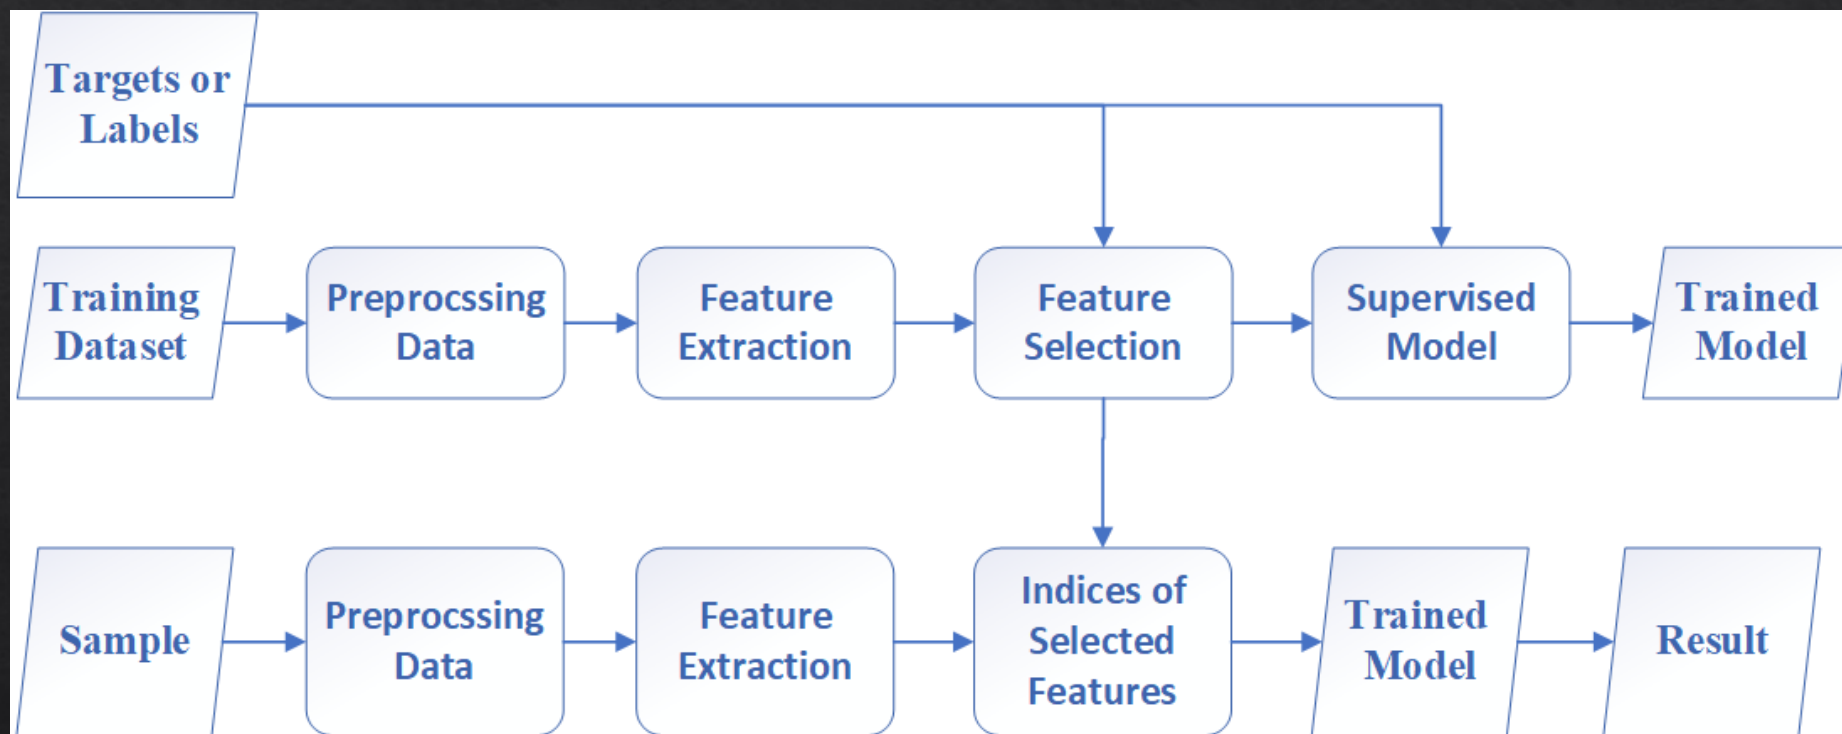 Targets or
Labels
Training
Dataset
Preprocssing
Data
Feature
Extraction
Feature
Selection
Supervised
Model
Trained
Model
Sample
Preprocssing
Data
Feature
Extraction
Indices of
Selected
Features
Trained
Model
Result